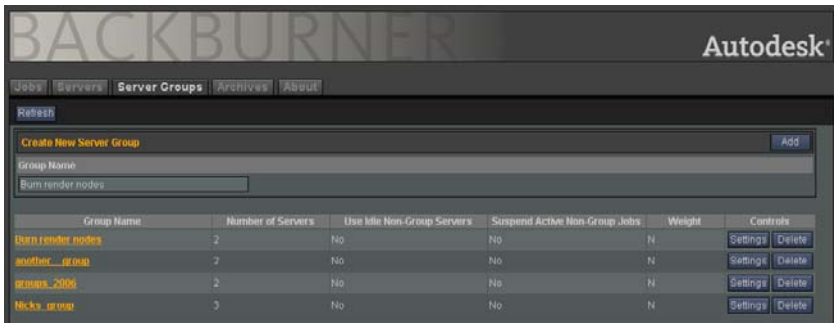 BACKBURNER
Autodesk
Jobs Servers Server Groups Archives About
Refresh
Create New Server Group Add
Group Name
Burn render nodes
Group Name Number of Servers Use Idle Non-Group Servers Suspend Active Non-Group Jobs Weight Controls
Burn render nodes 2 No No N Settings Delete
another__group 2 No No N Settings Delete
groups_2006 2 No No N Settings Delete
Nicks_group 3 No No N Settings Delete